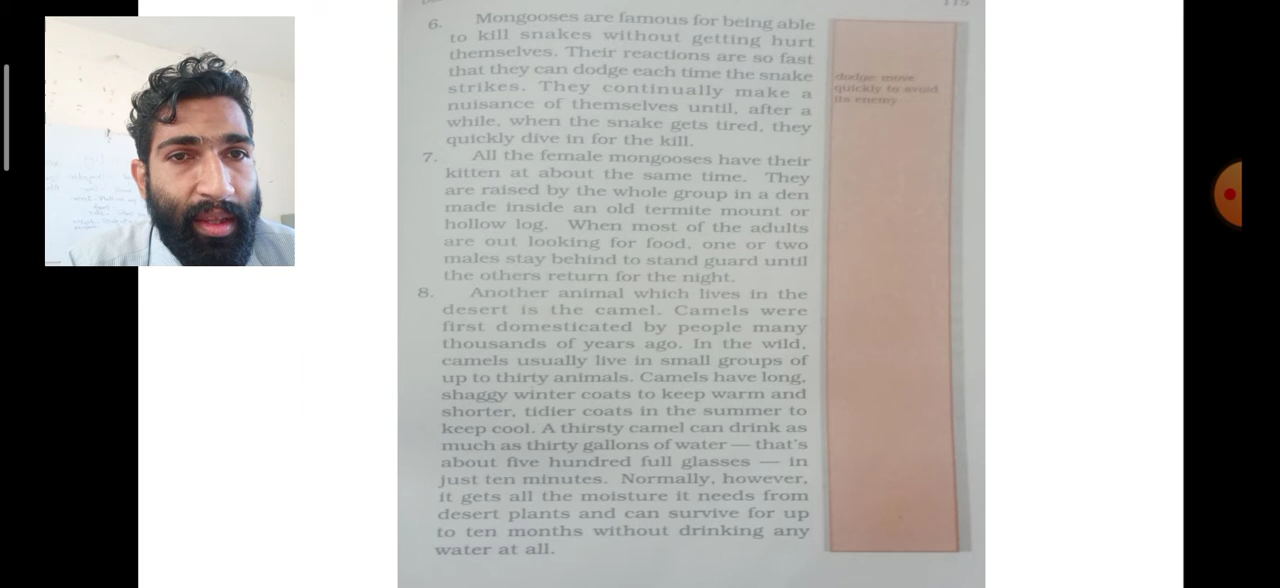 115
6. Mongooses are famous for being able
to kill snakes without getting hurt
themselves. Their reactions are so fast
that they can dodge each time the snake
strikes. They continually make a
nuisance of themselves until, after a
while, when the snake gets tired, they
quickly dive in for the kill.
dodge: move
quickly to avoid
its enemy
7. All the female mongooses have their
kitten at about the same time. They
are raised by the whole group in a den
made inside an old termite mount or
hollow log. When most of the adults
are out looking for food, one or two
males stay behind to stand guard until
the others return for the night.
8. Another animal which lives in the
desert is the camel. Camels were
first domesticated by people many
thousands of years ago. In the wild,
camels usually live in small groups of
up to thirty animals. Camels have long,
shaggy winter coats to keep warm and
shorter, tidier coats in the summer to
keep cool. A thirsty camel can drink as
much as thirty gallons of water — that's
about five hundred full glasses — in
just ten minutes. Normally, however,
it gets all the moisture it needs from
desert plants and can survive for up
to ten months without drinking any
water at all.